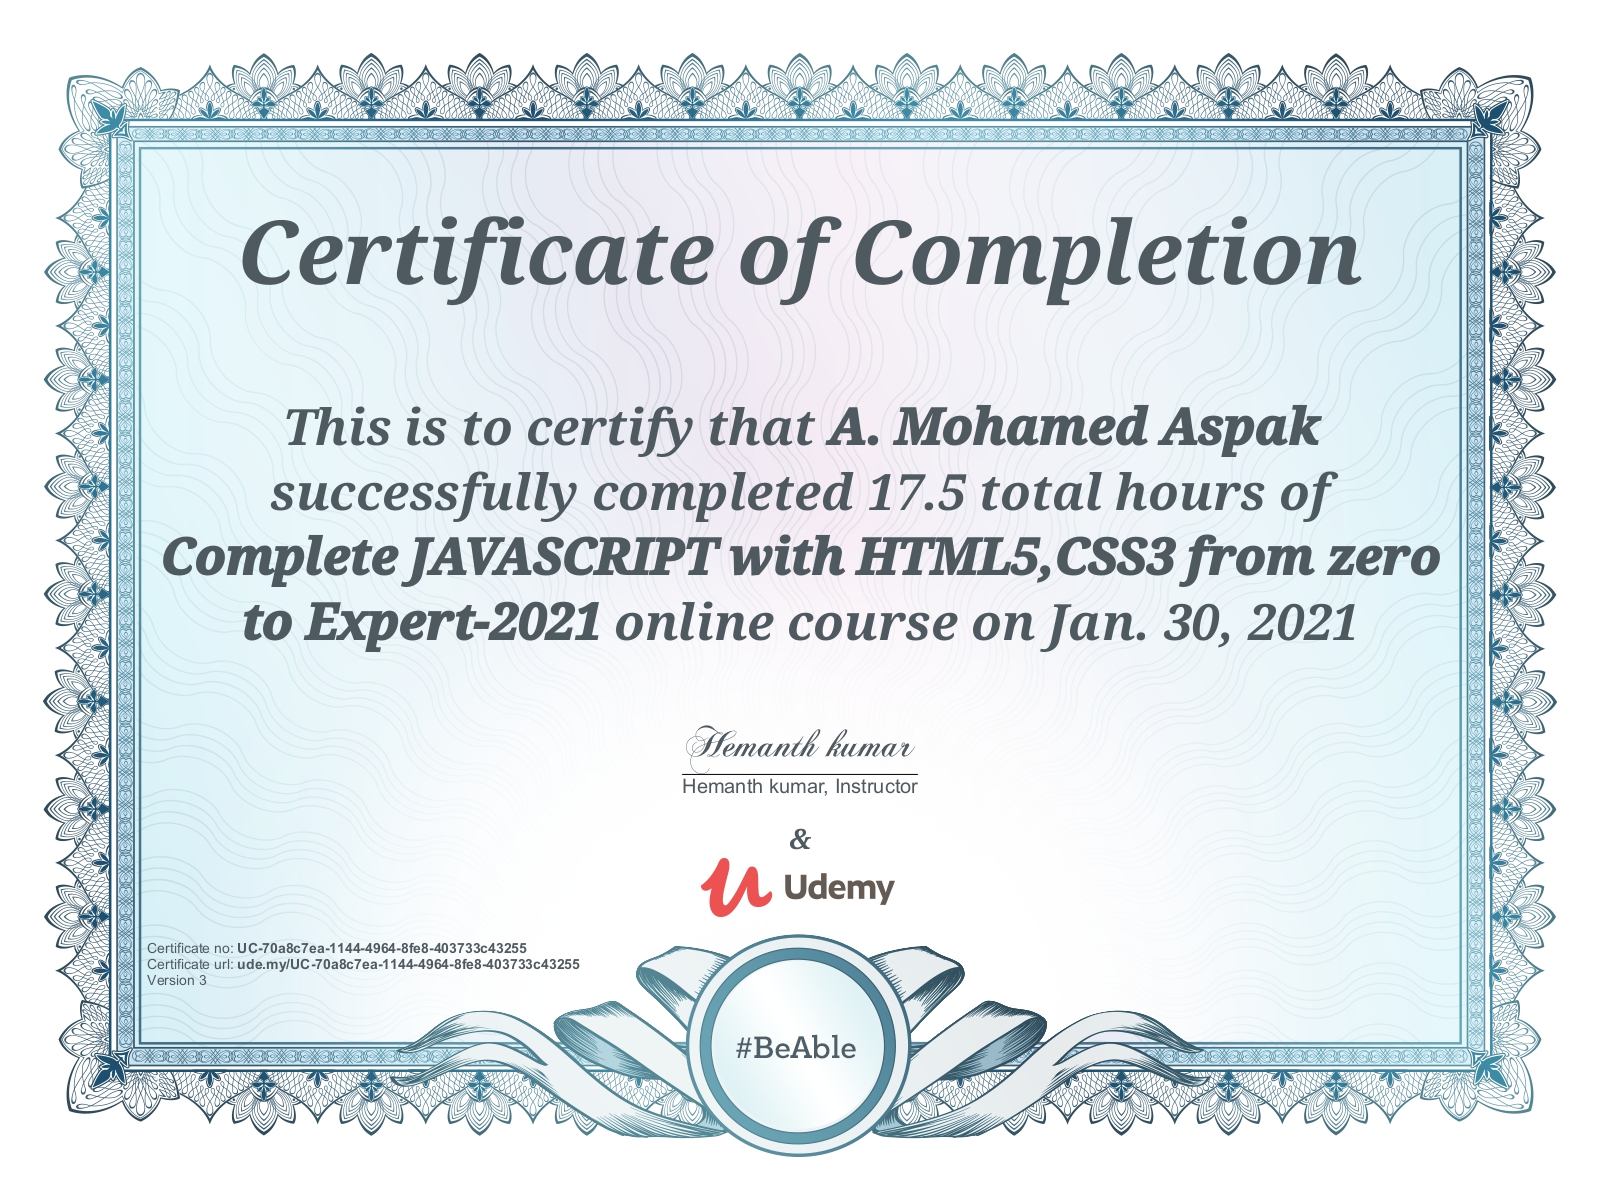 Certificate of Completion
This is to certify that A. Mohamed Aspak
successfully completed 17.5 total hours of
Complete JAVASCRIPT with HTML5,CSS3 from zero
to Expert-2021 online course on Jan. 30, 2021
Hemanth kumar
Hemanth kumar, Instructor
&
Udemy
Certificate no: UC-70a8c7ea-1144-4964-8fe8-403733c43255
Certificate url: ude.my/UC-70a8c7ea-1144-4964-8fe8-403733c43255
Version 3
#BeAble